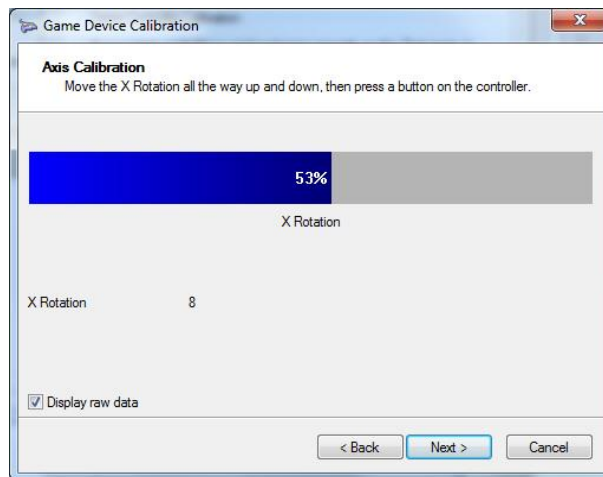 Game Device Calibration
Axis Calibration
Move the X Rotation all the way up and down, then press a button on the controller.
53%
X Rotation
X Rotation 8
Display raw data
< Back Next > Cancel